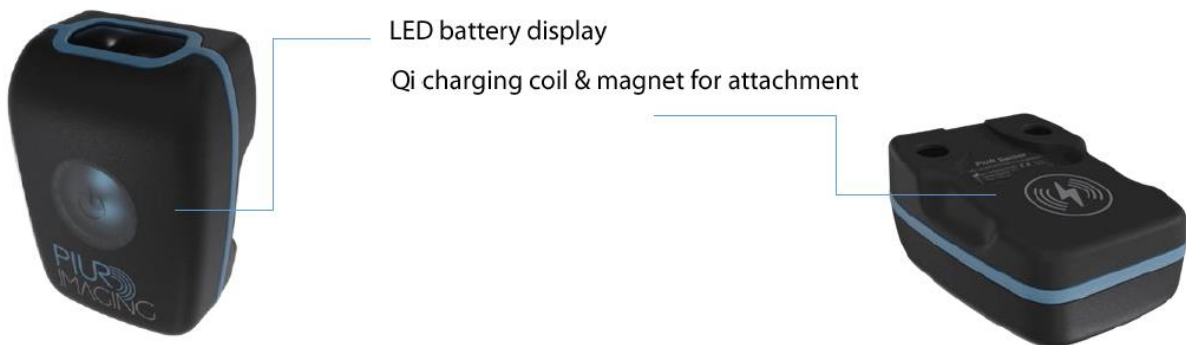 LED battery display
Qi charging coil & magnet for attachment
PIUR
IMAGING